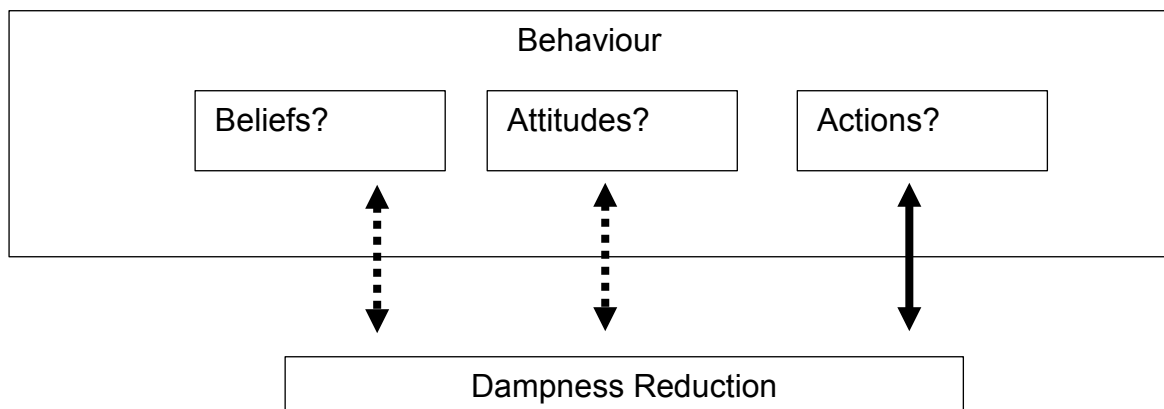 Behaviour
Beliefs?
Attitudes?
Actions?
Dampness Reduction